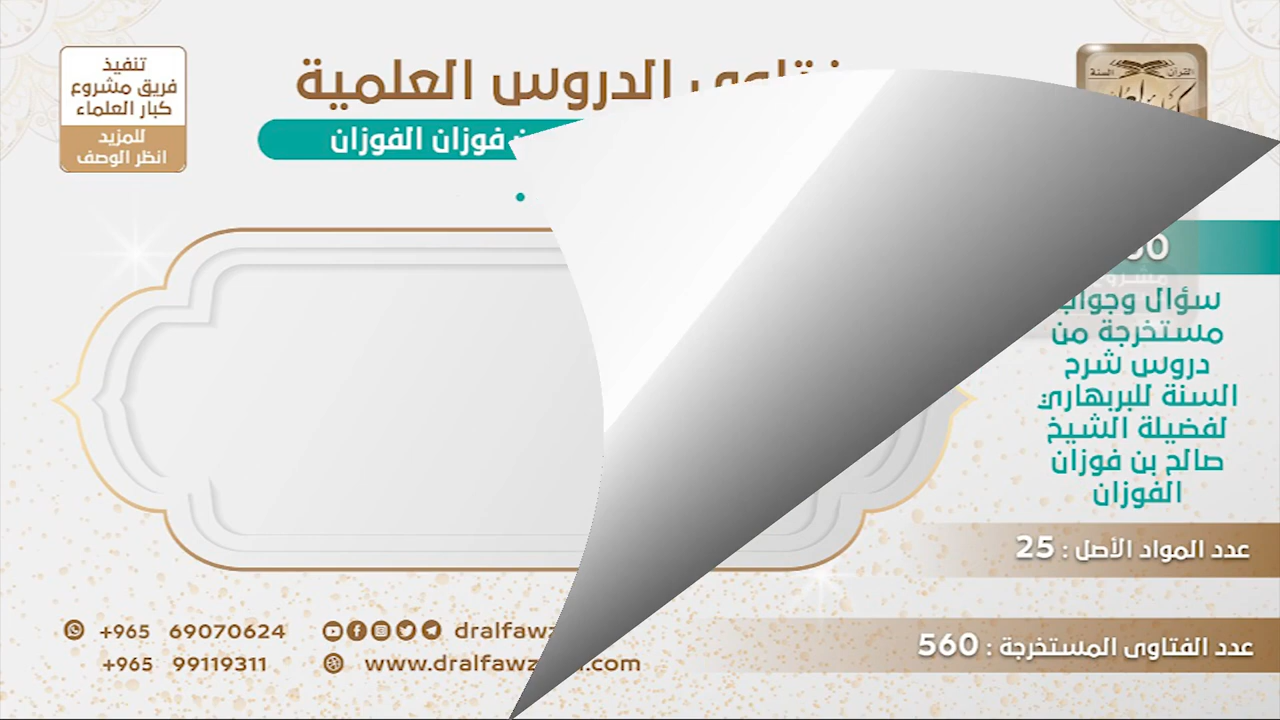 القرآن
السنة
فتاوى الدروس العلمية
فوزان الفوزان
تنفيذ
فريق مشروع
كبار العلماء
للمزيد
انظر الوصف
سؤال وجواب
مستخرجة من
دروس شرح
السنة للبربهاري
لفضيلة الشيخ
صالح بن فوزان
الفوزان
عدد المواد الأصل : 25
عدد الفتاوى المستخرجة : 560
+965 69070624
+965 99119311